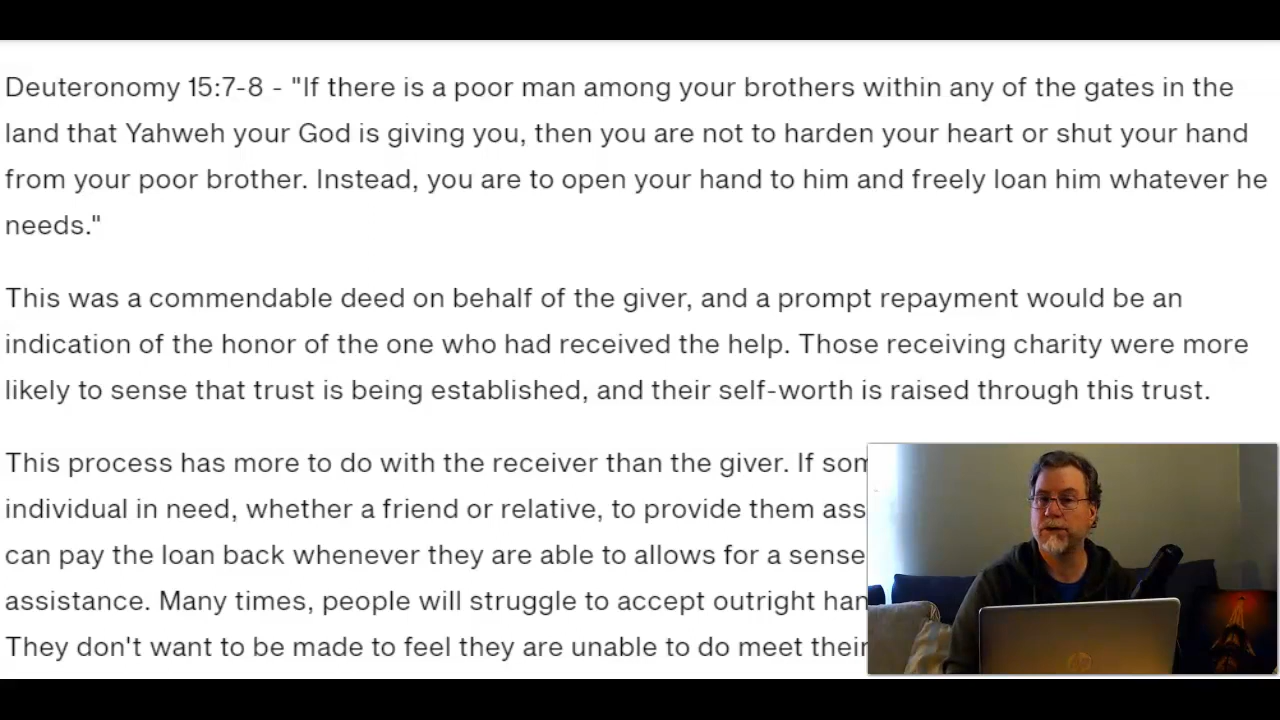 Deuteronomy 15:7-8 - "If there is a poor man among your brothers within any of the gates in the
land that Yahweh your God is giving you, then you are not to harden your heart or shut your hand
from your poor brother. Instead, you are to open your hand to him and freely loan him whatever he
needs."
This was a commendable deed on behalf of the giver, and a prompt repayment would be an
indication of the honor of the one who had received the help. Those receiving charity were more
likely to sense that trust is being established, and their self-worth is raised through this trust.
This process has more to do with the receiver than the giver. If
individual in need, whether a friend or relative, to provide them
can pay the loan back whenever they are able to allows for a sense
assistance. Many times, people will struggle to accept outright
They don't want to be made to feel they are unable to do meet